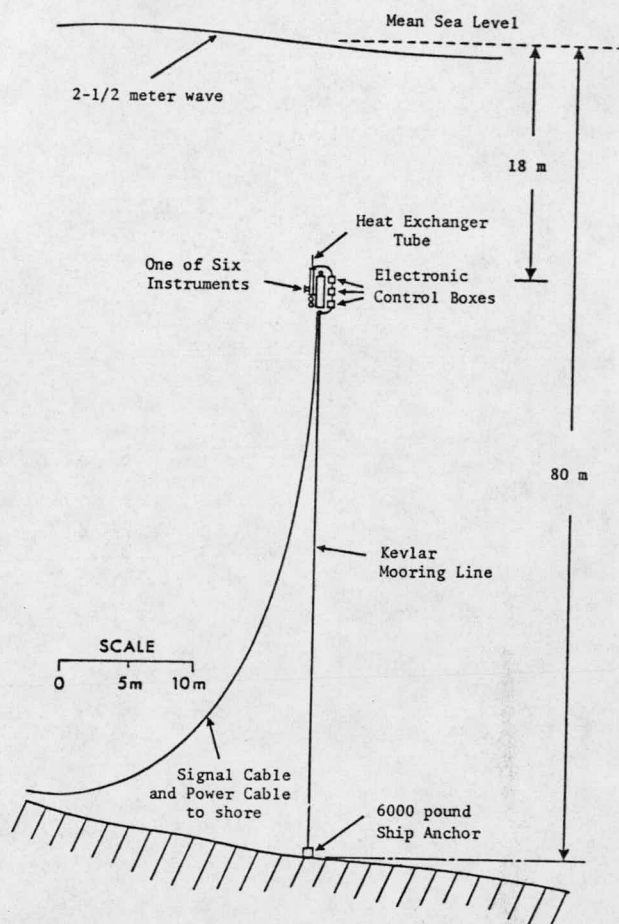 Mean Sea Level
2-1/2 meter wave
18 m
Heat Exchanger
Tube
One of Six
Instruments
Electronic
Control Boxes
80 m
Kevlar
Mooring Line
SCALE
0 5m 10m
Signal Cable
and Power Cable
to shore
6000 pound
Ship Anchor